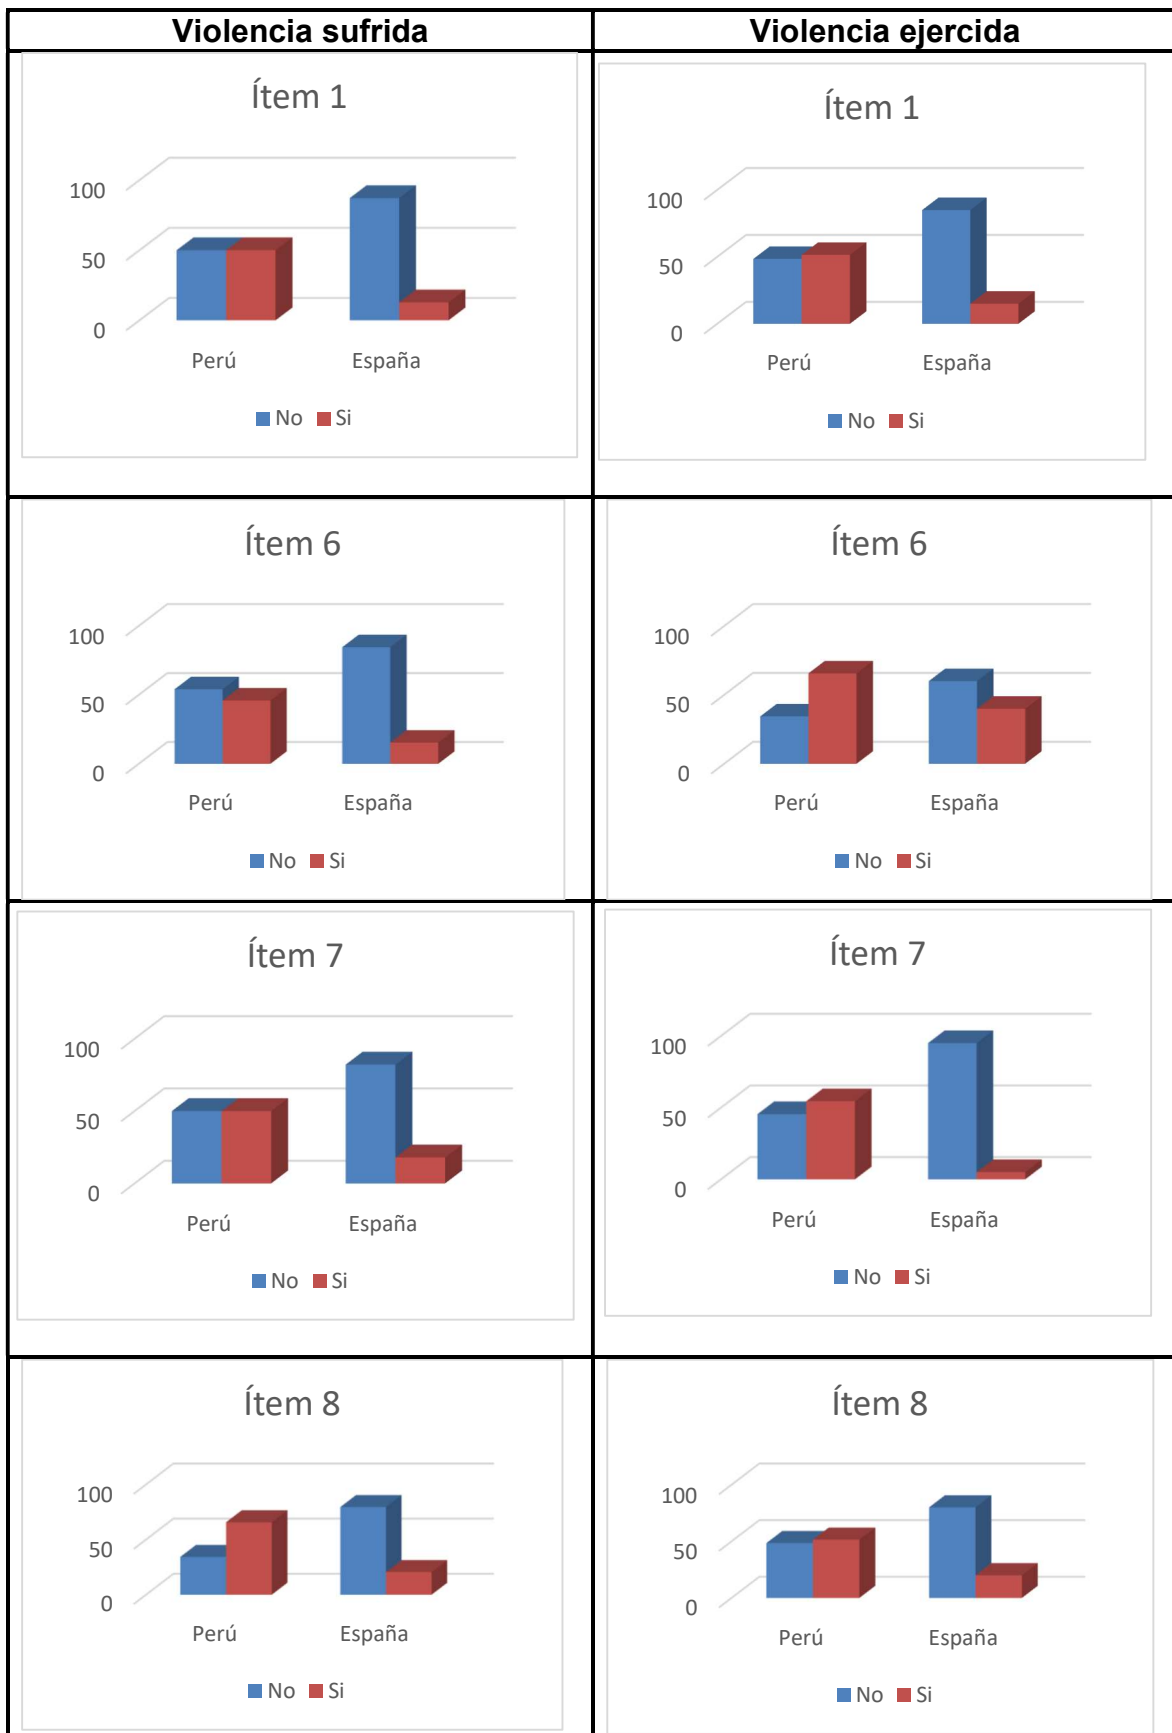 Violencia sufrida
Violencia ejercida
Ítem 1
100
50
0
Perú España
No Si
Ítem 1
100
50
0
Perú España
No Si
Ítem 6
100
50
0
Perú España
No Si
Ítem 6
100
50
0
Perú España
No Si
Ítem 7
100
50
0
Perú España
No Si
Ítem 7
100
50
0
Perú España
No Si
Ítem 8
100
50
0
Perú España
No Si
Ítem 8
100
50
0
Perú España
No Si